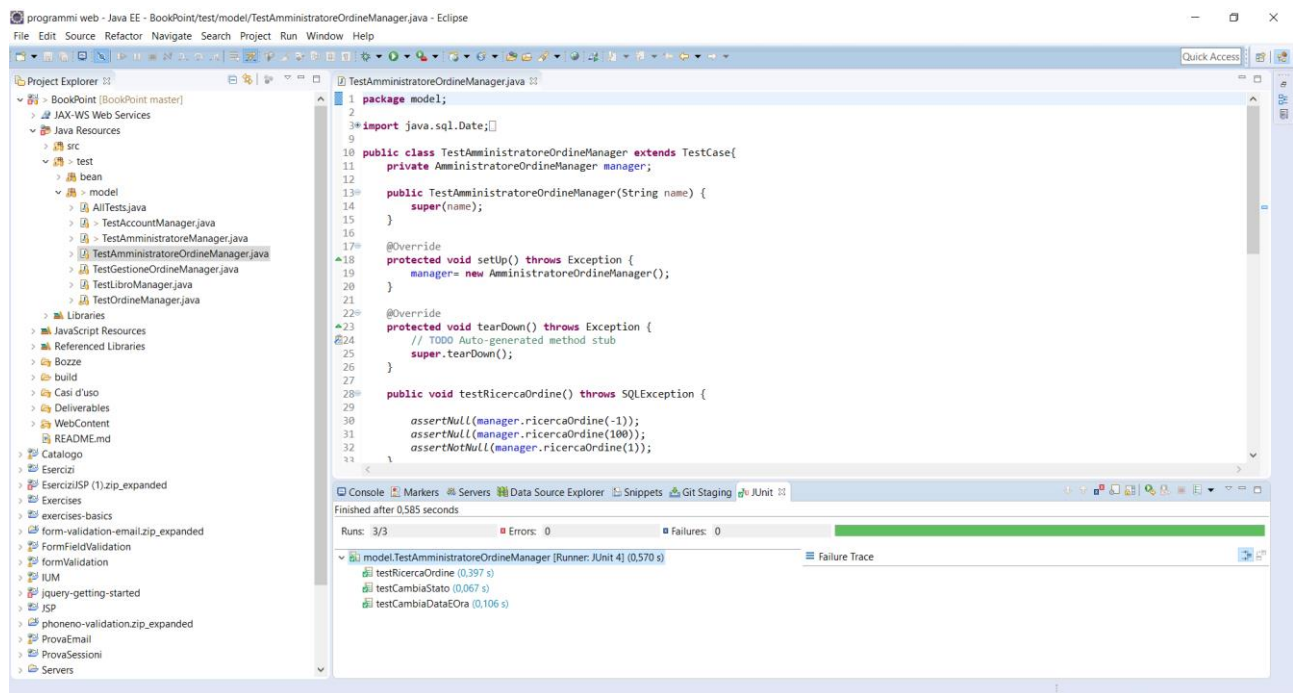 programmi web - Java EE - BookPoint/test/model/TestAmministratoreOrdineManager.java - Eclipse
File Edit Source Refactor Navigate Search Project Run Window Help
Quick Access
Project Explorer
BookPoint [BookPoint master]
JAX-WS Web Services
Java Resources
src
> test
bean
> model
AllTests.java
> TestAccountManager.java
> TestAmministratoreManager.java
TestAmministratoreOrdineManager.java
TestGestioneOrdineManager.java
TestLibroManager.java
TestOrdineManager.java
Libraries
JavaScript Resources
Referenced Libraries
Bozze
build
Casi d'uso
Deliverables
WebContent
README.md
Catalogo
Esercizi
EserciziJSP (1).zip_expanded
Exercises
exercises-basics
form-validation-email.zip_expanded
FormFieldValidation
formValidation
IUM
jquery-getting-started
JSP
phoneno-validation.zip_expanded
ProvaEmail
ProvaSessioni
Servers
TestAmministratoreOrdineManager.java
1 package model;
2
3 import java.sql.Date;
9
10 public class TestAmministratoreOrdineManager extends TestCase{
11 private AmministratoreOrdineManager manager;
12
13 public TestAmministratoreOrdineManager(String name) {
14 super(name);
15 }
16
17 @Override
18 protected void setUp() throws Exception {
19 manager= new AmministratoreOrdineManager();
20 }
21
22 @Override
23 protected void tearDown() throws Exception {
24 // TODO Auto-generated method stub
25 super.tearDown();
26 }
27
28 public void testRicercaOrdine() throws SQLException {
29
30 assertNull(manager.ricercaOrdine(-1));
31 assertNull(manager.ricercaOrdine(100));
32 assertNotNull(manager.ricercaOrdine(1));
33 }
Console Markers Servers Data Source Explorer Snippets Git Staging JUnit
Finished after 0,585 seconds
Runs: 3/3 Errors: 0 Failures: 0
model.TestAmministratoreOrdineManager [Runner: JUnit 4] (0,570 s)
testRicercaOrdine (0,397 s)
testCambiaStato (0,067 s)
testCambiaDataEOra (0,106 s)
Failure Trace